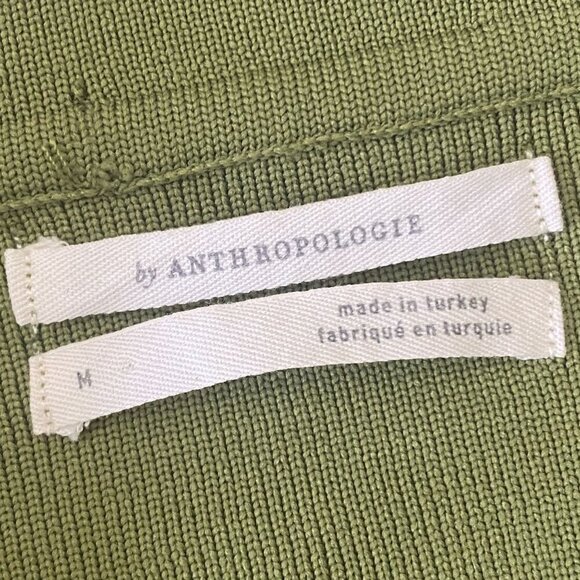 by ANTHROPOLOGIE
made in turkey
fabriqué en turquie
M